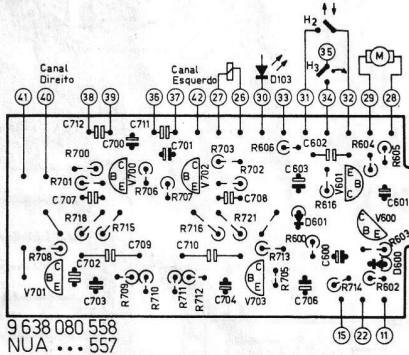 H2
35
H3
M
Canal
Direito
Canal
Esquerdo
D103
41 40 38 39 36 37 42 27 26 30 33 31 34 32 29 28
C712 C711
C700 C701 R703 R606 C602 R604 R605
R700 V700 V702 R702 C603 V601
B C E B C E B C E
R701 R706 R707 R616 C601
C707 C708
D601 V600
B C E
R718 R715 R716 R721 R600 R603
R708 C709 C710 R713 C600 D600
C702 R705
V701 C703 R709 R710 R711 R712 C704 V703 C706 R714 R602
B C E B C E
15 22 11
9 638 080 558
NUA ... 557